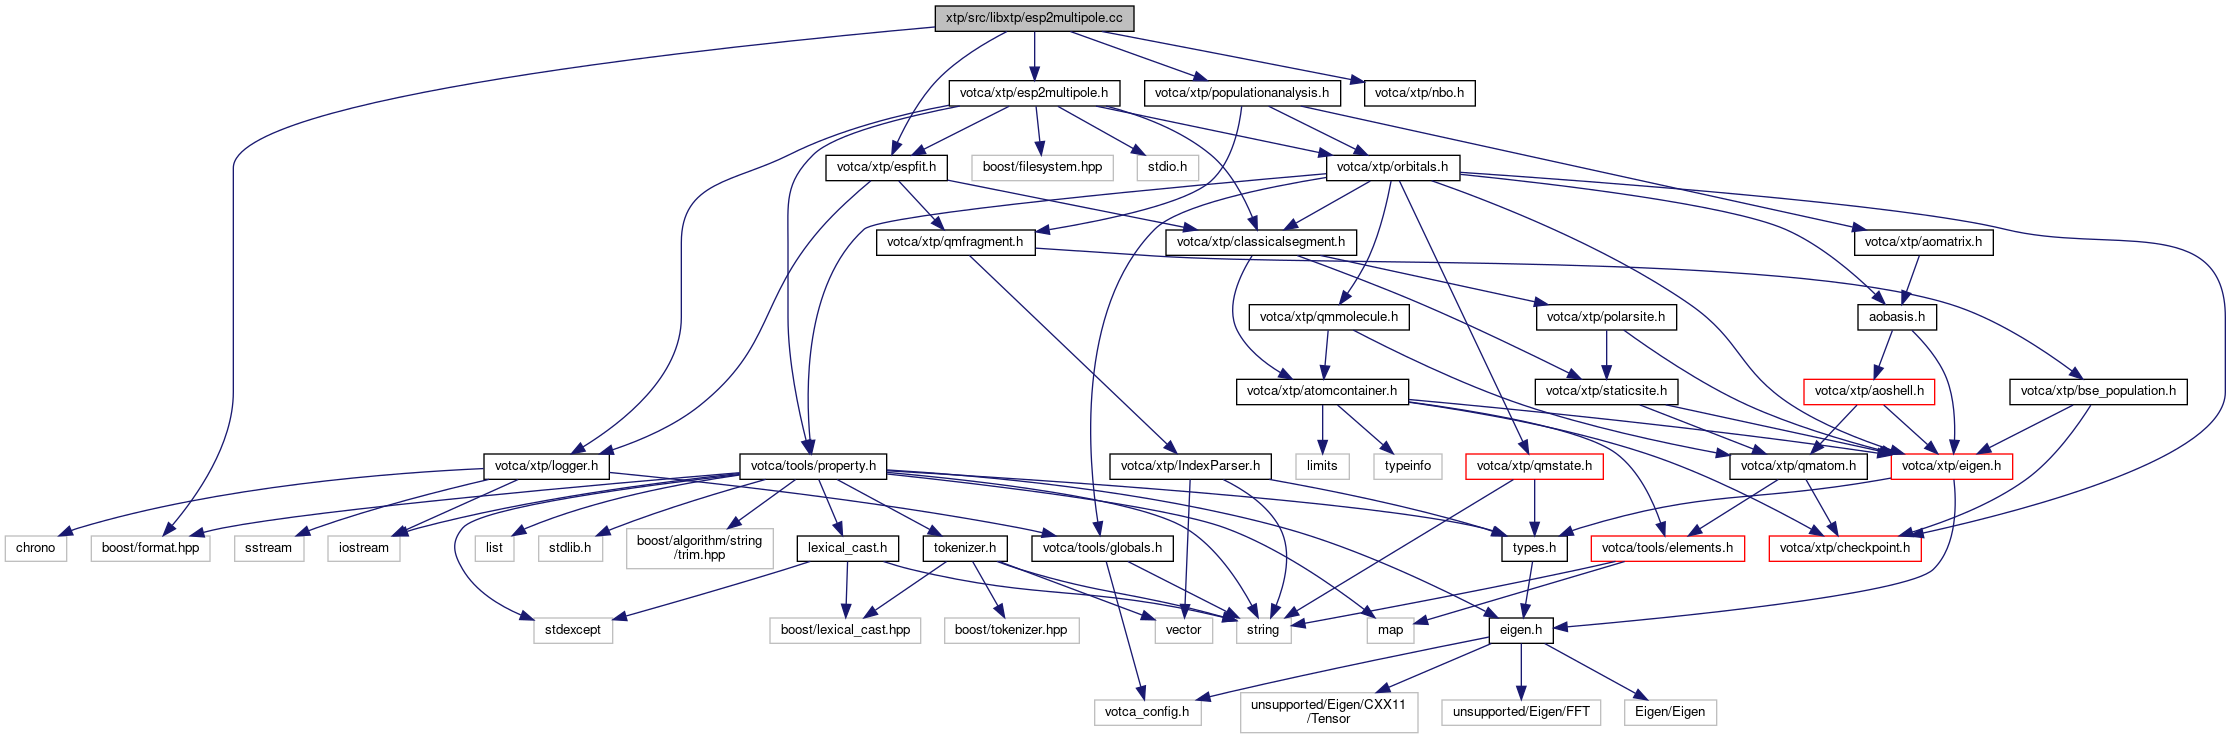 xtp/src/libxtp/esp2multipole.cc
votca/xtp/esp2multipole.h
votca/xtp/populationanalysis.h
votca/xtp/nbo.h
votca/xtp/espfit.h
boost/filesystem.hpp
stdio.h
votca/xtp/orbitals.h
votca/xtp/qmfragment.h
votca/xtp/classicalsegment.h
votca/xtp/aomatrix.h
votca/xtp/qmmolecule.h
votca/xtp/polarsite.h
aobasis.h
votca/xtp/atomcontainer.h
votca/xtp/staticsite.h
votca/xtp/aoshell.h
votca/xtp/bse_population.h
votca/xtp/logger.h
votca/tools/property.h
votca/xtp/IndexParser.h
limits
typeinfo
votca/xtp/qmstate.h
votca/xtp/qmatom.h
votca/xtp/eigen.h
chrono
boost/format.hpp
sstream
iostream
list
stdlib.h
boost/algorithm/string
/trim.hpp
lexical_cast.h
tokenizer.h
votca/tools/globals.h
types.h
votca/tools/elements.h
votca/xtp/checkpoint.h
stdexcept
boost/lexical_cast.hpp
boost/tokenizer.hpp
vector
string
map
eigen.h
votca_config.h
unsupported/Eigen/CXX11
/Tensor
unsupported/Eigen/FFT
Eigen/Eigen